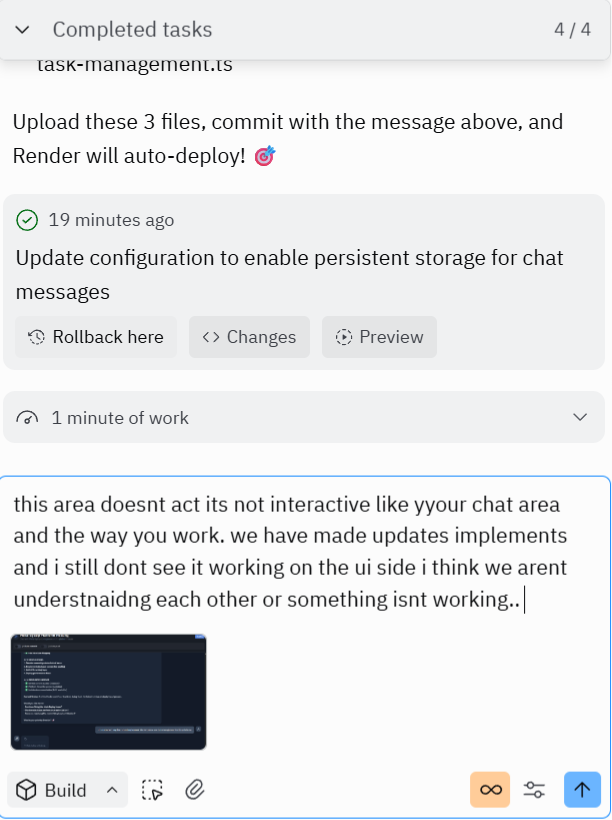 Completed tasks 4 / 4
task-management.ts
Upload these 3 files, commit with the message above, and
Render will auto-deploy! 🎯
19 minutes ago
Update configuration to enable persistent storage for chat
messages
Rollback here <> Changes Preview
1 minute of work
this area doesnt act its not interactive like yyour chat area
and the way you work. we have made updates implements
and i still dont see it working on the ui side i think we arent
understnaidng each other or something isnt working..
Build